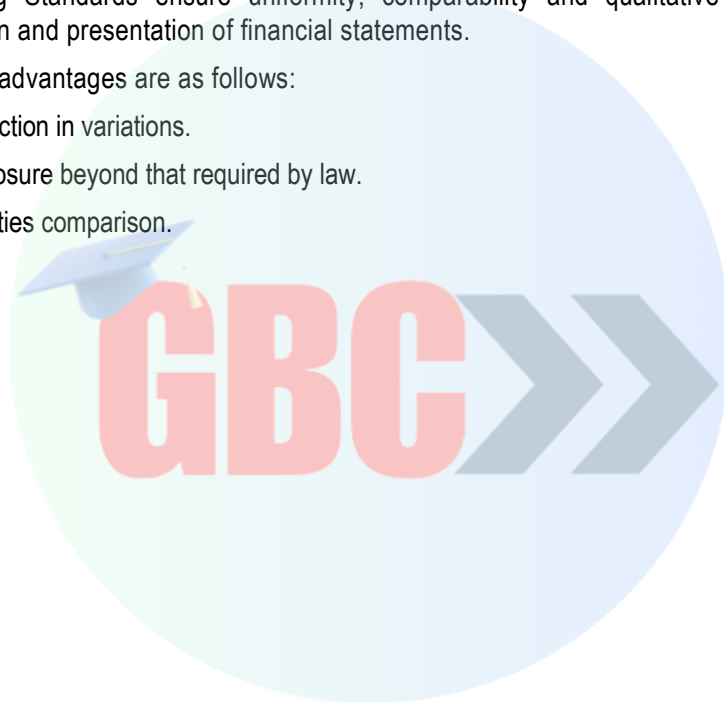 g Standards ensure uniformity, comparability and qualitative
n and presentation of financial statements.
advantages are as follows:
ction in variations.
osure beyond that required by law.
ties comparison.
GBC